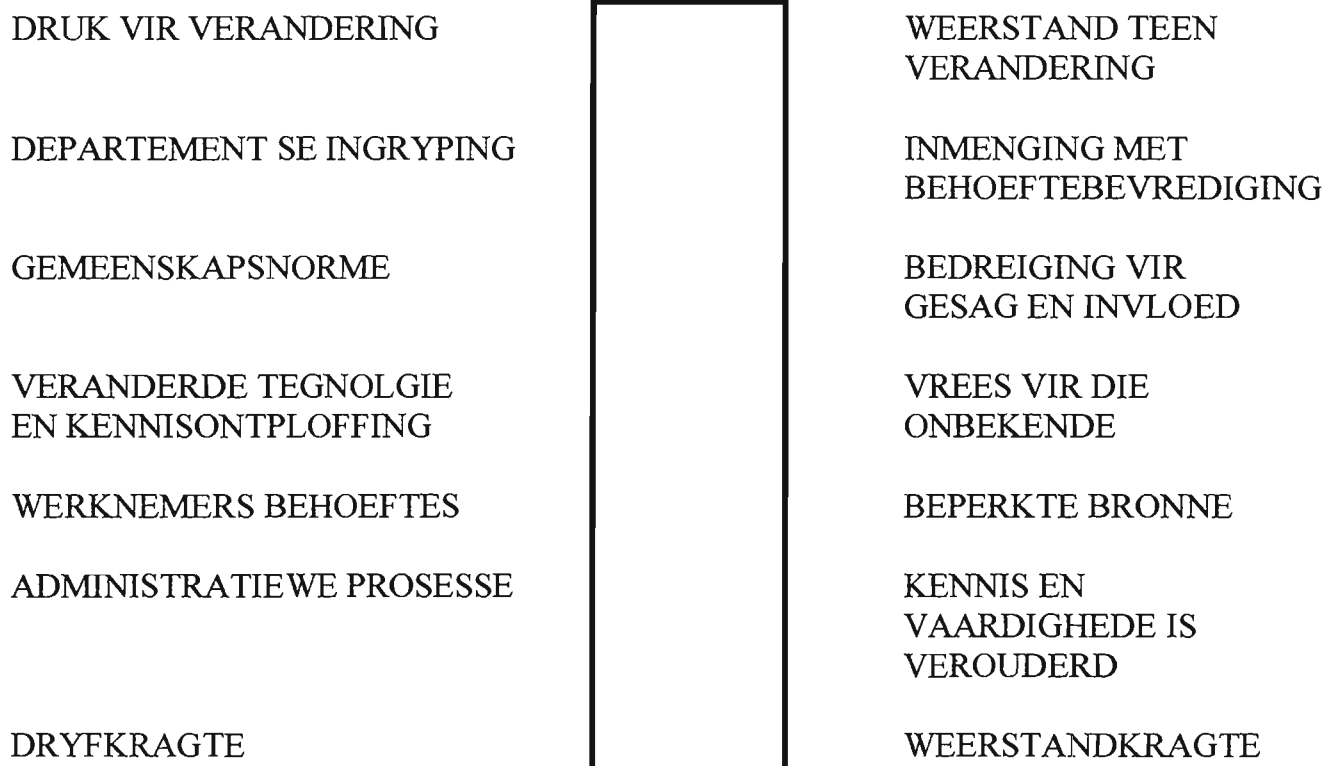 DRUK VIR VERANDERING
WEERSTAND TEEN
VERANDERING
DEPARTEMENT SE INGRYPING
INMENGING MET
BEHOEFTEBEVREDIGING
GEMEENSKAPSNORME
BEDREIGING VIR
GESAG EN INVLOED
VERANDERDE TEGNOLGIE
EN KENNISONTPLOFFING
VREES VIR DIE
ONBEKENDE
WERKNEMERS BEHOEFTES
BEPERKTE BRONNE
ADMINISTRATIEWE PROSESSE
KENNIS EN
VAARDIGHEDE IS
VEROUDERD
DRYFKRAGTE
WEERSTANDKRAGTE